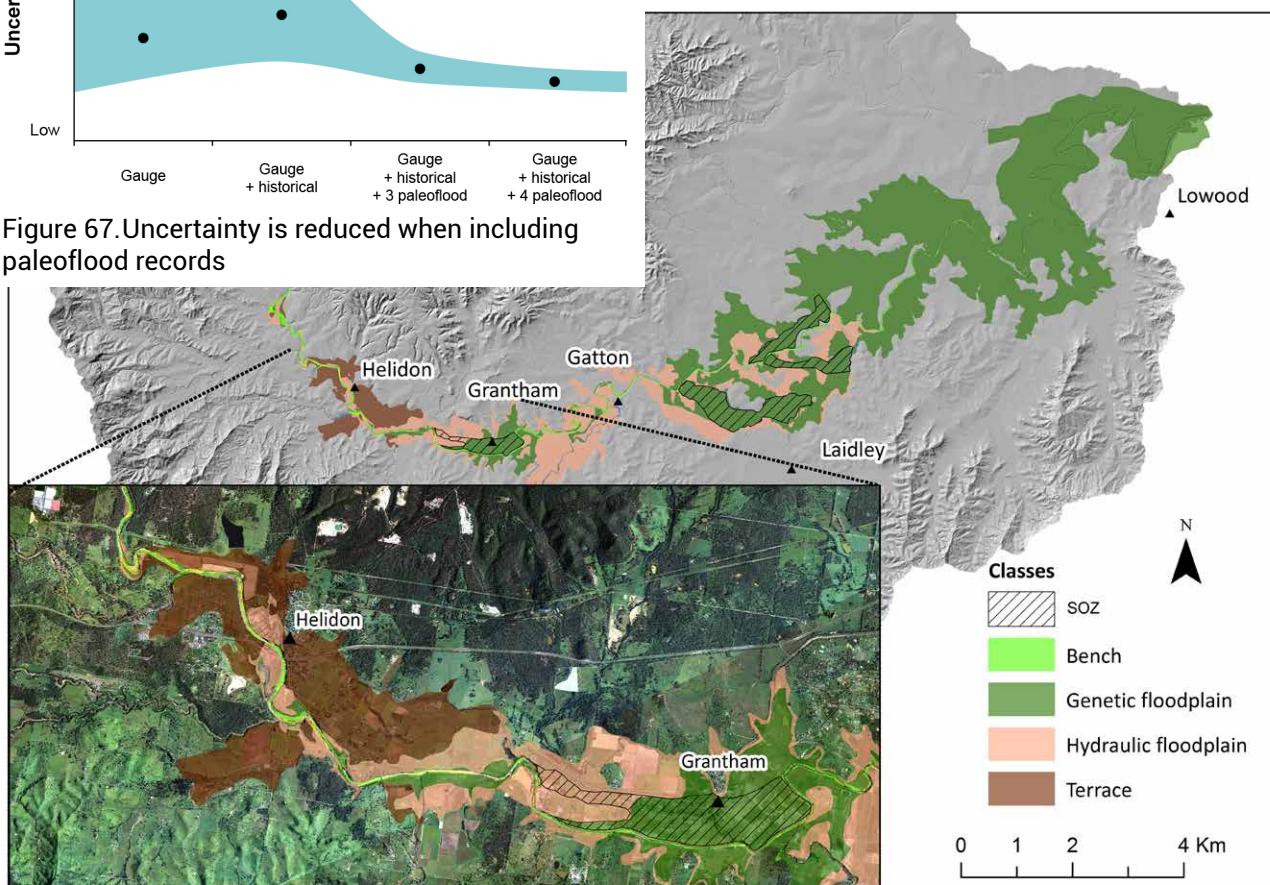 Low
Gauge
Gauge
+ historical
Gauge
+ historical
+ 3 paleoflood
Gauge
+ historical
+ 4 paleoflood
Figure 67.Uncertainty is reduced when including
paleoflood records
Lowood
Helidon
Gatton
Grantham
Laidley
Helidon
Grantham
N
Classes
SOZ
Bench
Genetic floodplain
Hydraulic floodplain
Terrace
0 1 2 4 Km